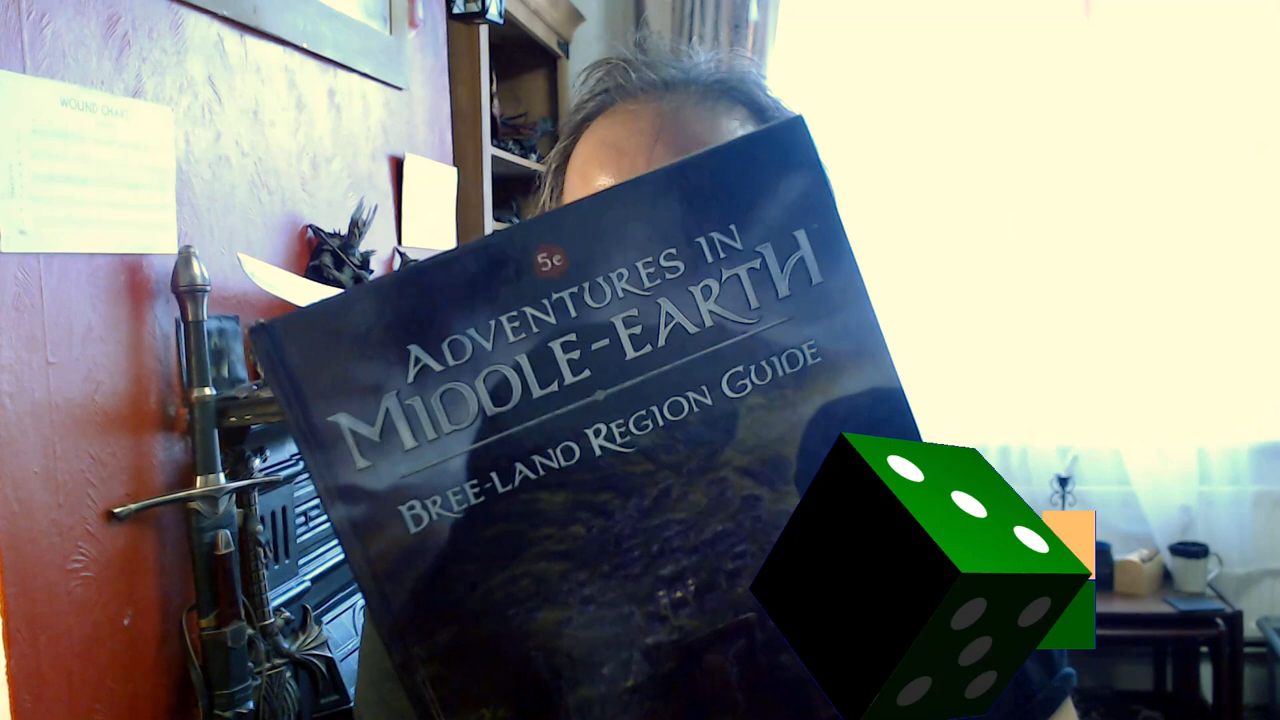 WOUND CHART
5e
ADVENTURES IN
MIDDLE-EARTH
BREE-LAND REGION GUIDE